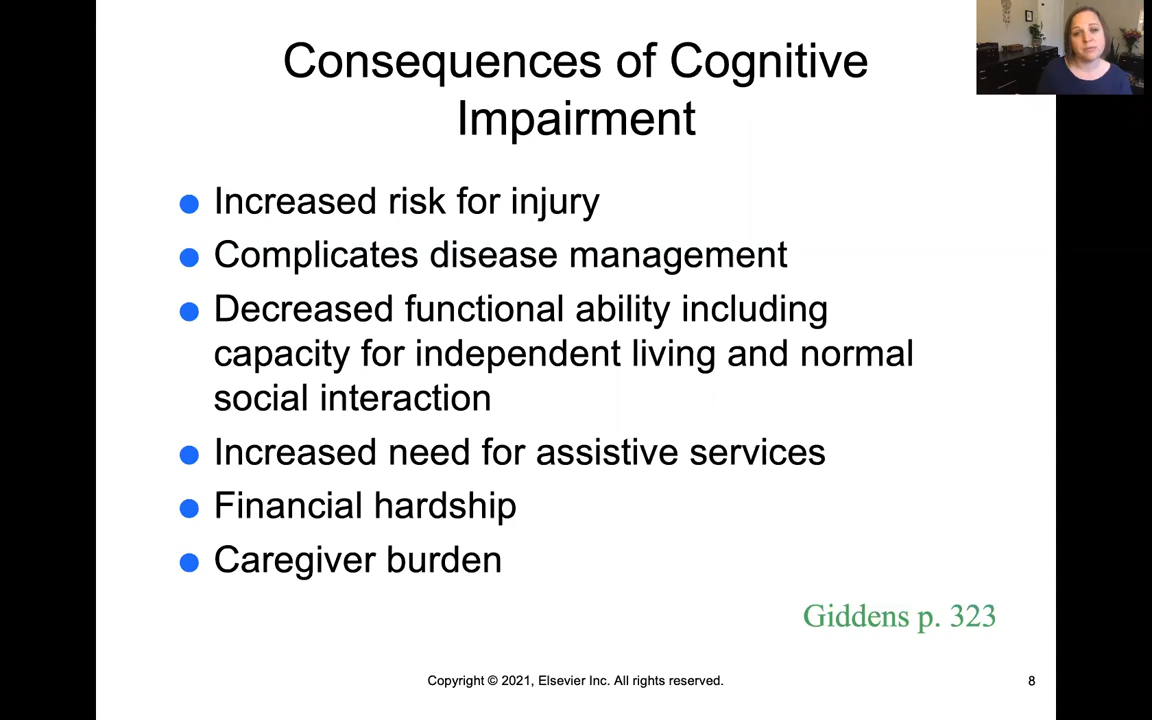 Consequences of Cognitive
Impairment
Increased risk for injury
Complicates disease management
Decreased functional ability including
capacity for independent living and normal
social interaction
Increased need for assistive services
Financial hardship
Caregiver burden
Giddens p. 323
Copyright © 2021, Elsevier Inc. All rights reserved.
8